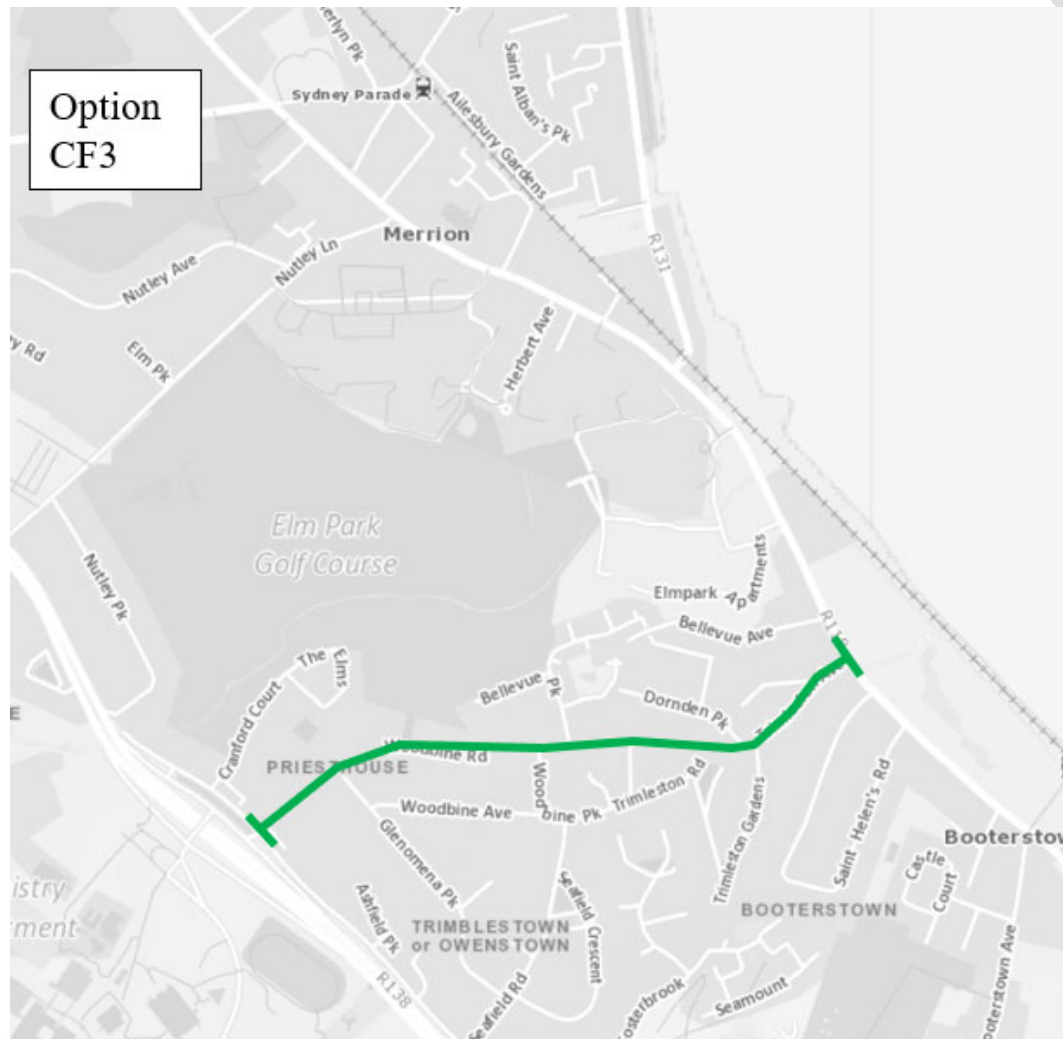 Option
CF3
Saint Alban's Pk
Sydney Parade
Ailesbury Gardens
Merrion
R131
Nutley Ln
Nutley Ave
Herbert Ave
Elm Pk
Elm Park
Golf Course
Nutley Pk
Elmpark Apartments
Bellevue Ave
The Elms
Cranford Court
Bellevue Pk
Dornden Pk
Woodbine Rd
PRIESTHOUSE
Woodbine Ave
Woodbine Pk
Trimleston Rd
Trimleston Gardens
Saint Helen's Rd
Glenomena Pk
Castle
Court
Ashfield Pk
Seafield Crescent
TRIMBLESTOWN
or OWENSTOWN
BOOTERSTOWN
R138
Seafield Rd
Seamount